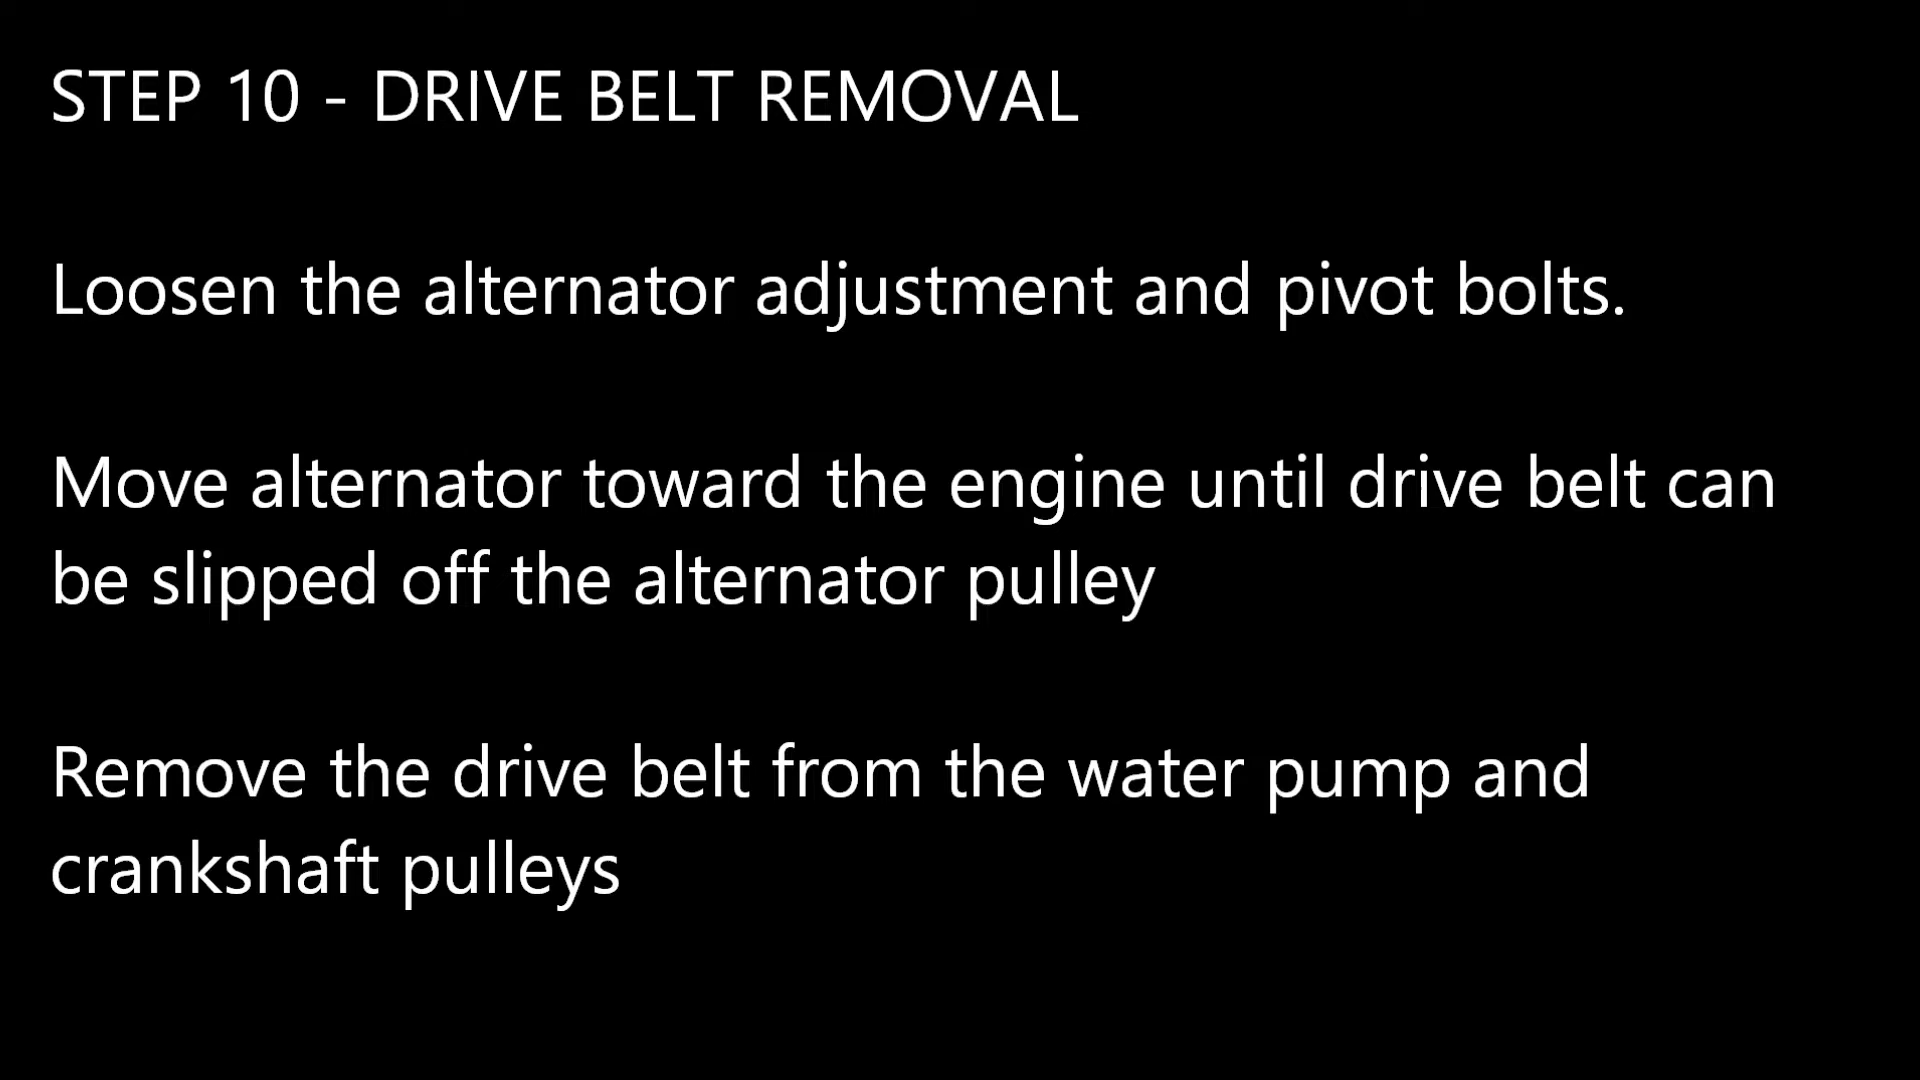 STEP 10 - DRIVE BELT REMOVAL
Loosen the alternator adjustment and pivot bolts.
Move alternator toward the engine until drive belt can
be slipped off the alternator pulley
Remove the drive belt from the water pump and
crankshaft pulleys